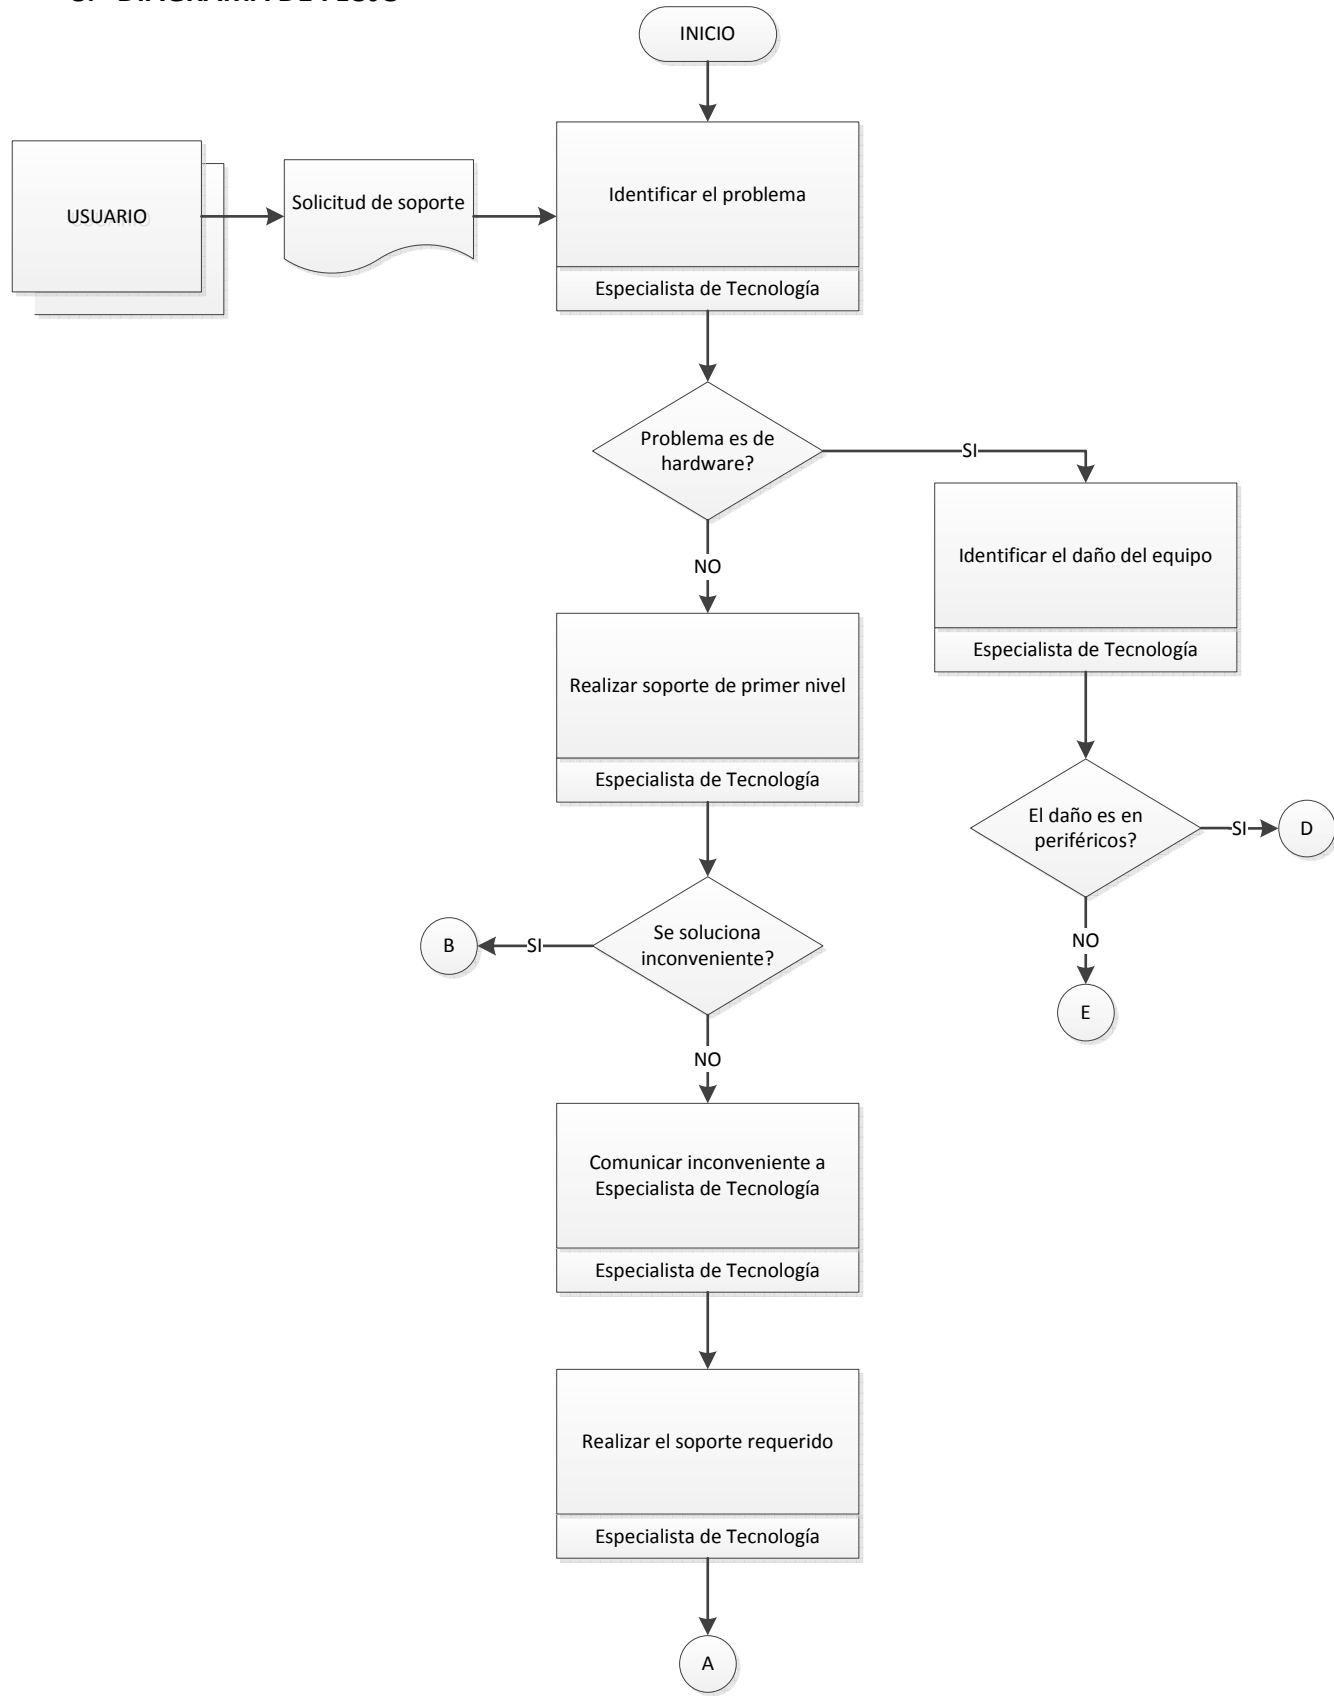 INICIO
USUARIO
Solicitud de soporte
Identificar el problema
Especialista de Tecnología
Problema es de
hardware?
SI
NO
Identificar el daño del equipo
Especialista de Tecnología
Realizar soporte de primer nivel
Especialista de Tecnología
El daño es en
periféricos?
SI
D
NO
E
Se soluciona
inconveniente?
SI
B
NO
Comunicar inconveniente a
Especialista de Tecnología
Especialista de Tecnología
Realizar el soporte requerido
Especialista de Tecnología
A